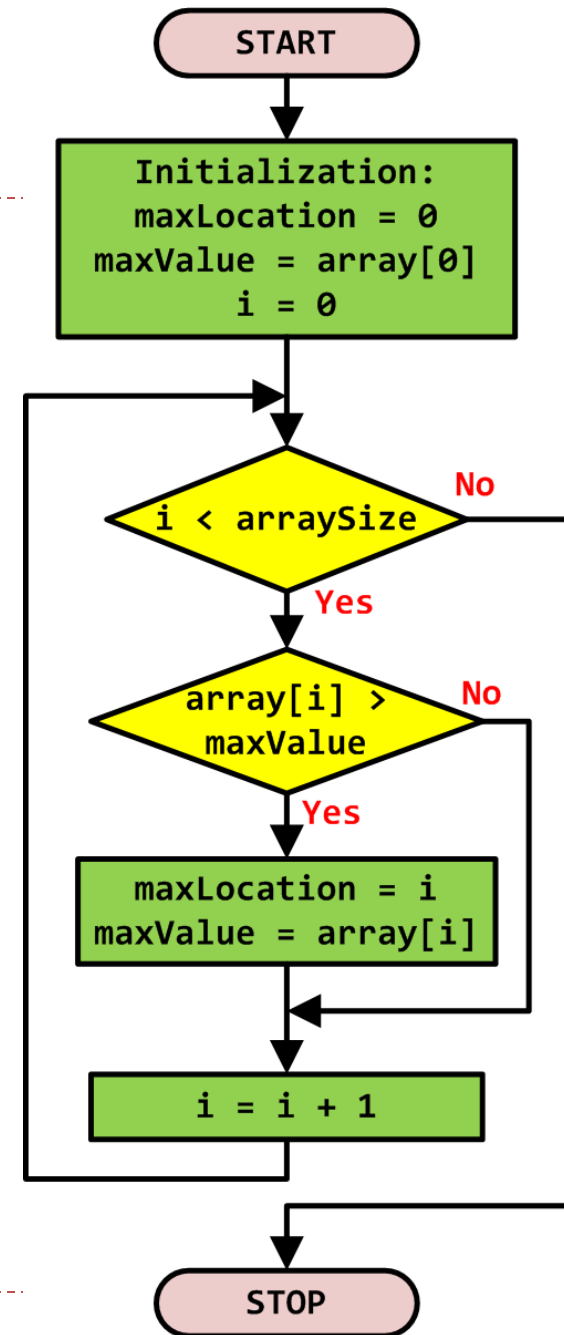 START
Initialization:
maxLocation = 0
maxValue = array[0]
i = 0
i < arraySize
No
Yes
array[i] >
maxValue
No
Yes
maxLocation = i
maxValue = array[i]
i = i + 1
STOP